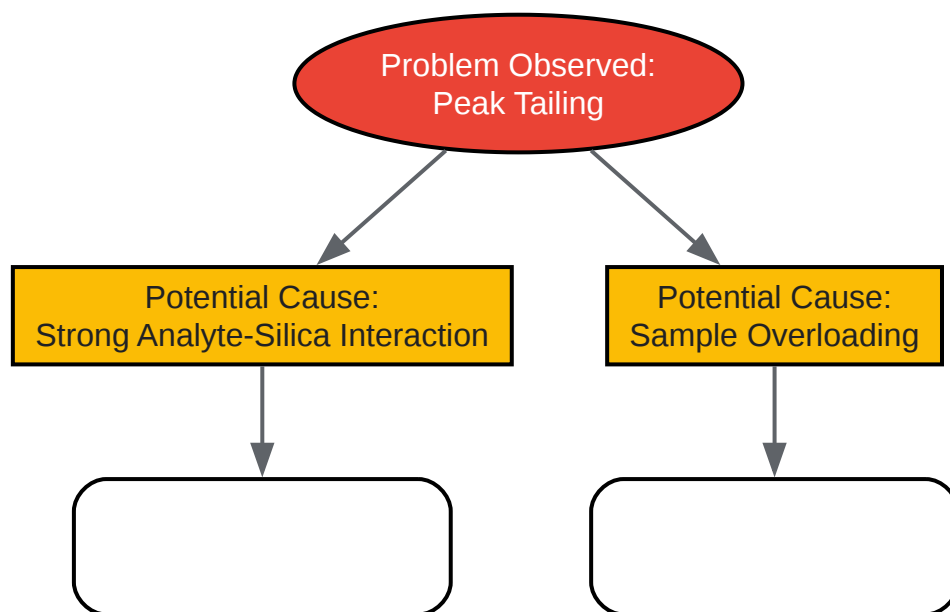 Problem Observed:
Peak Tailing
Potential Cause:
Strong Analyte-Silica Interaction
Potential Cause:
Sample Overloading